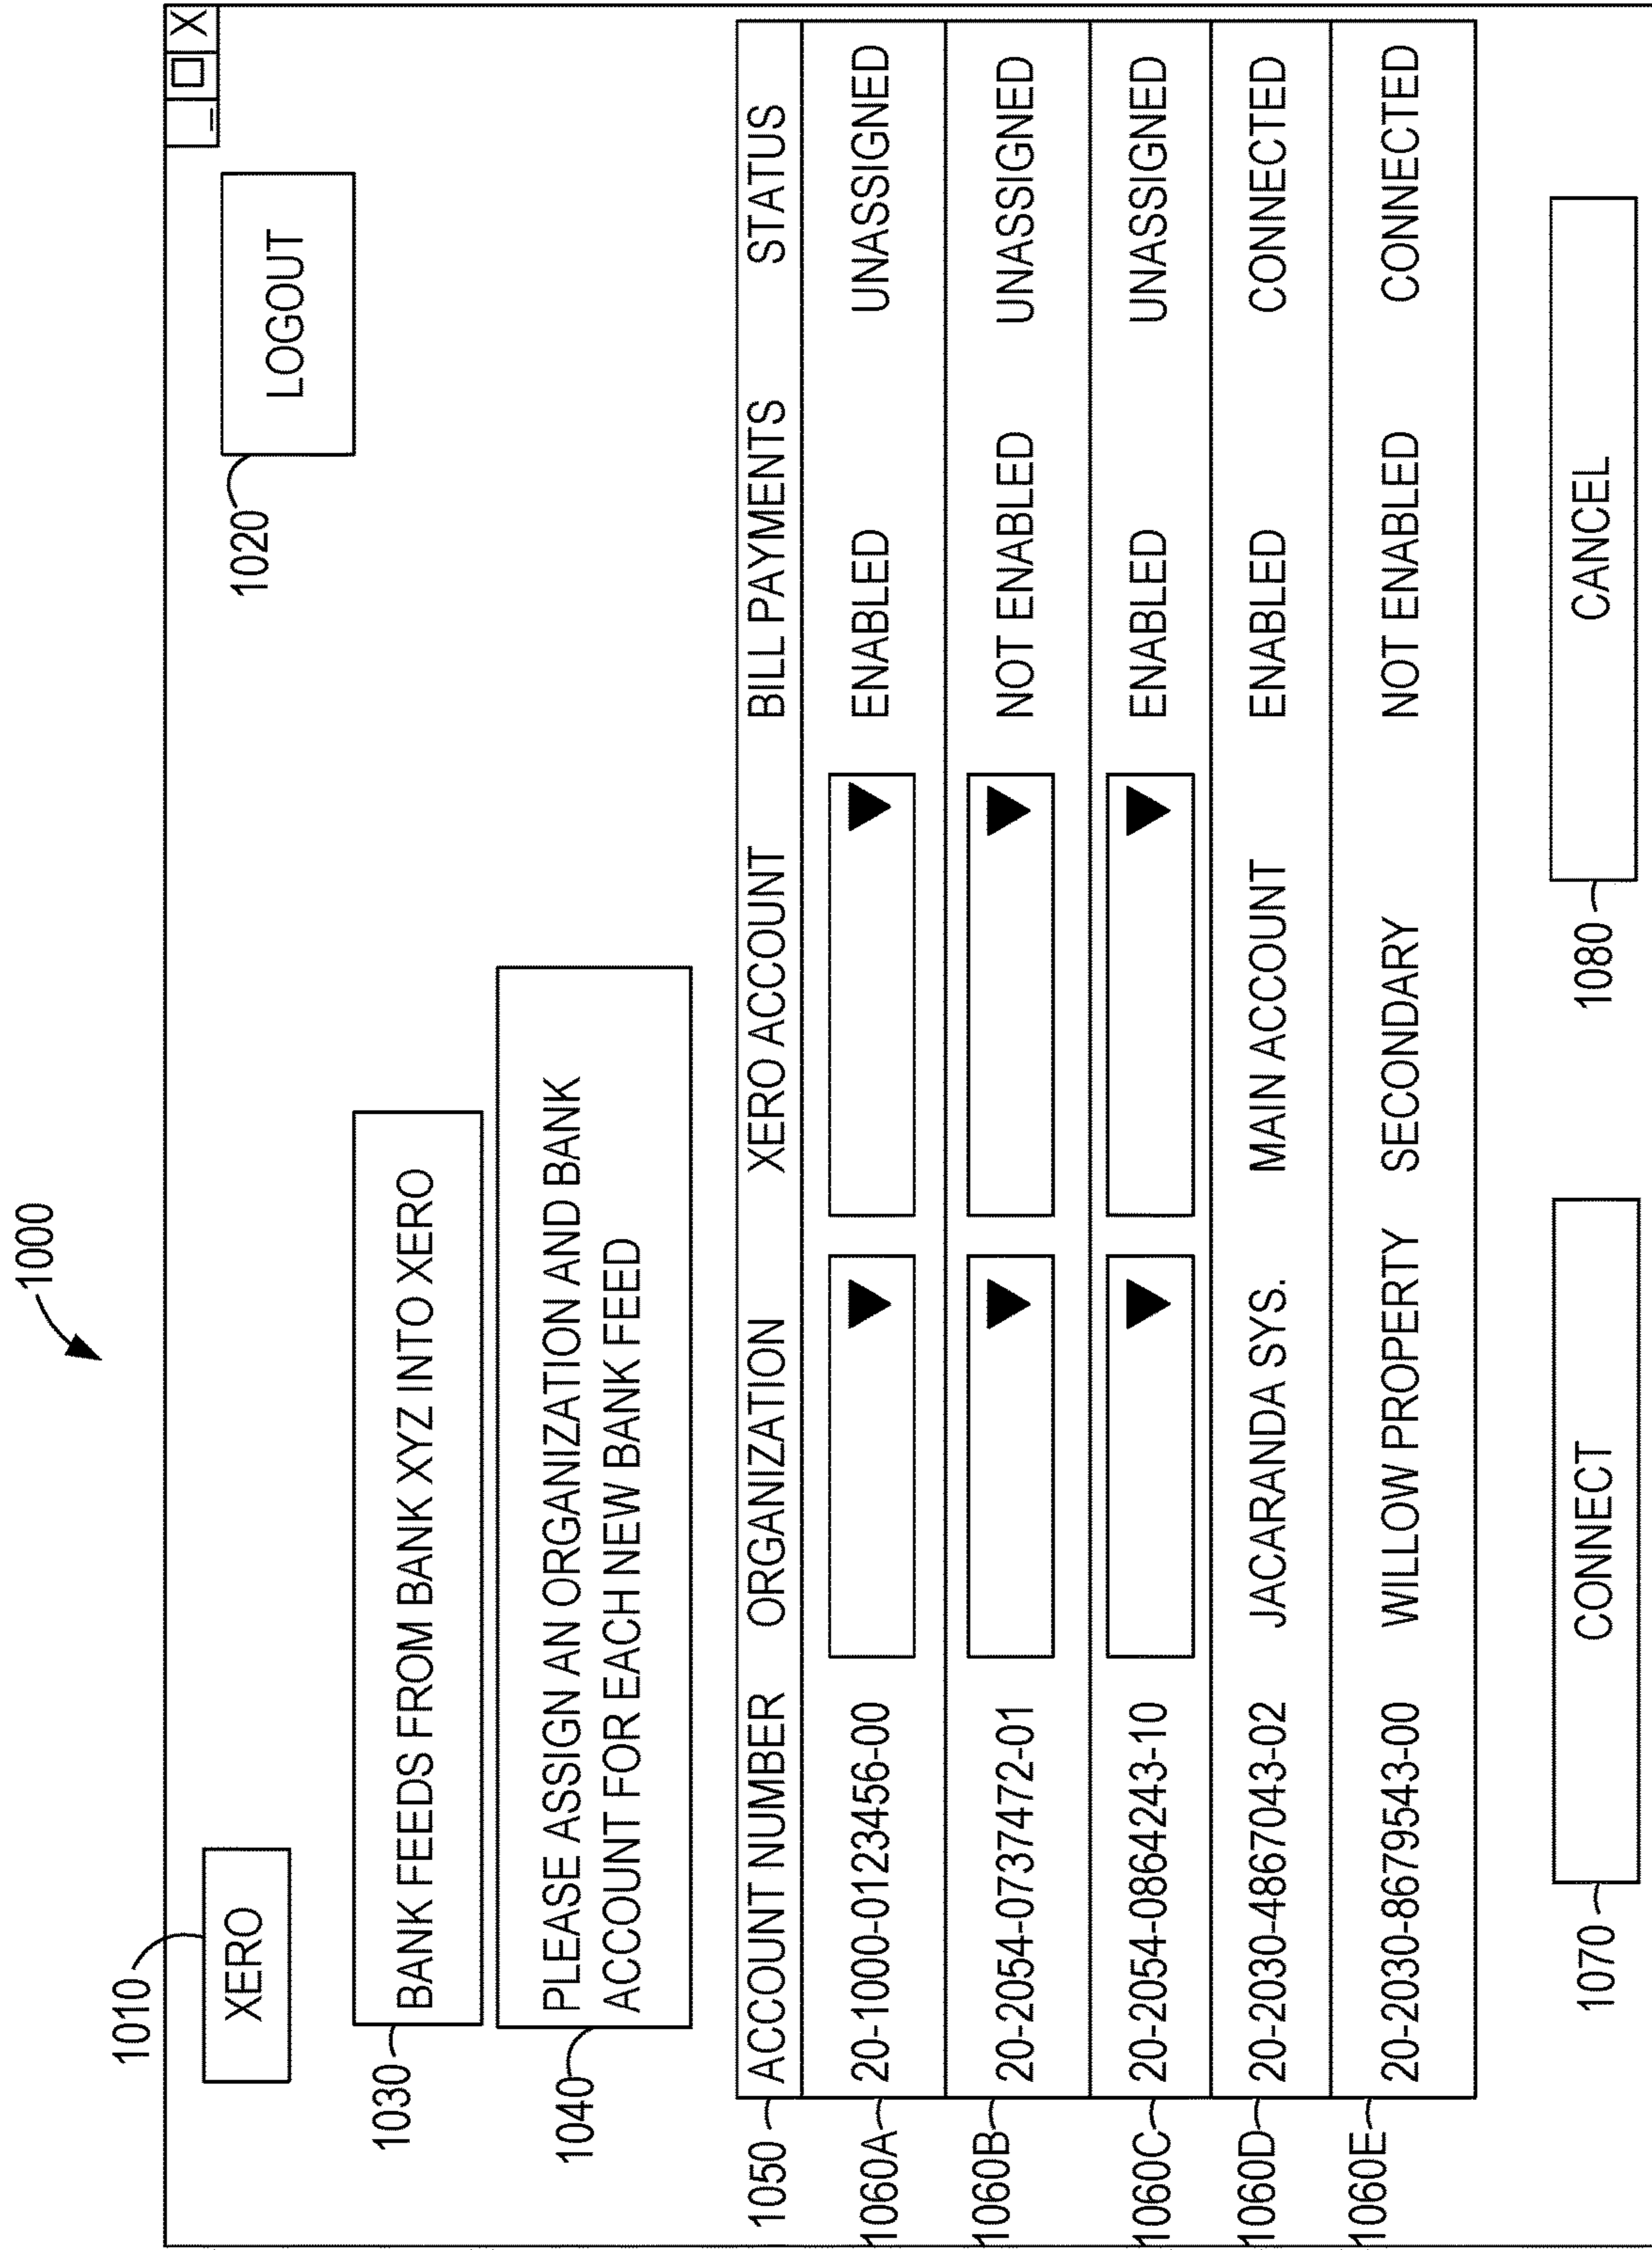 1000
_ □ X
1010
XERO
LOGOUT
1020
1030
BANK FEEDS FROM BANK XYZ INTO XERO
1040
PLEASE ASSIGN AN ORGANIZATION AND BANK
ACCOUNT FOR EACH NEW BANK FEED
1050 ACCOUNT NUMBER ORGANIZATION XERO ACCOUNT BILL PAYMENTS STATUS
1060A 20-1000-0123456-00 ENABLED UNASSIGNED
1060B 20-2054-0737472-01 NOT ENABLED UNASSIGNED
1060C 20-2054-0864243-10 ENABLED UNASSIGNED
1060D 20-2030-4867043-02 JACARANDA SYS. MAIN ACCOUNT ENABLED CONNECTED
1060E 20-2030-8679543-00 WILLOW PROPERTY SECONDARY NOT ENABLED CONNECTED
1070 CONNECT 1080 CANCEL